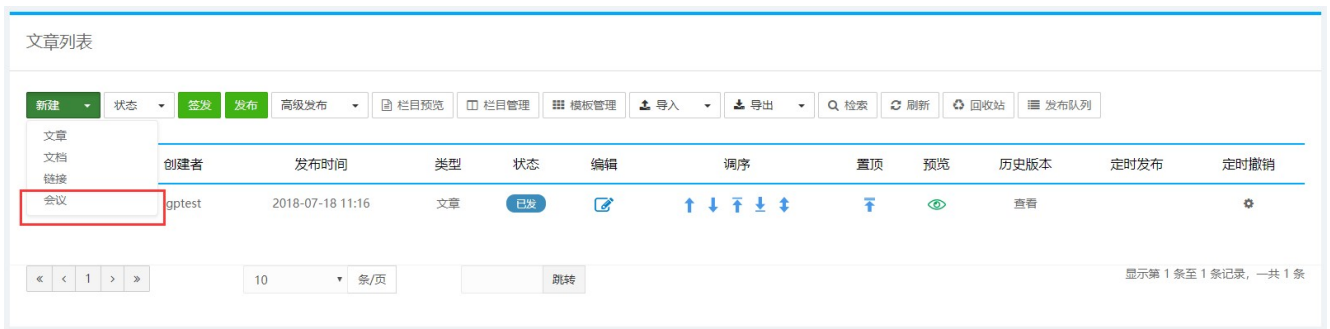 文章列表
新建 状态 签发 发布 高级发布 栏目预览 栏目管理 模板管理 导入 导出 检索 刷新 回收站 发布队列
文章
文档
链接
会议
创建者 发布时间 类型 状态 编辑 调序 置顶 预览 历史版本 定时发布 定时撤销
gptest 2018-07-18 11:16 文章 已发 查看
« < 1 > » 10 条/页 跳转 显示第 1 条至 1 条记录，一共 1 条